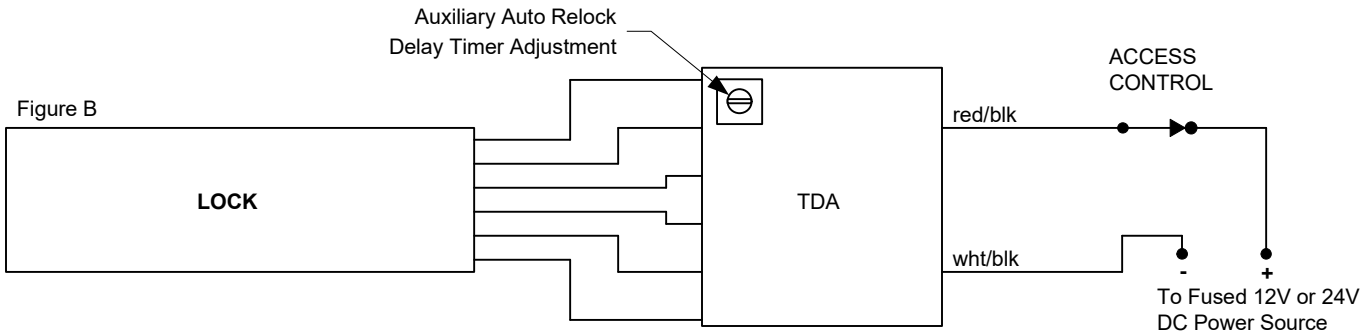 Auxiliary Auto Relock
Delay Timer Adjustment
ACCESS
CONTROL
Figure B
red/blk
LOCK
TDA
wht/blk
- +
To Fused 12V or 24V
DC Power Source